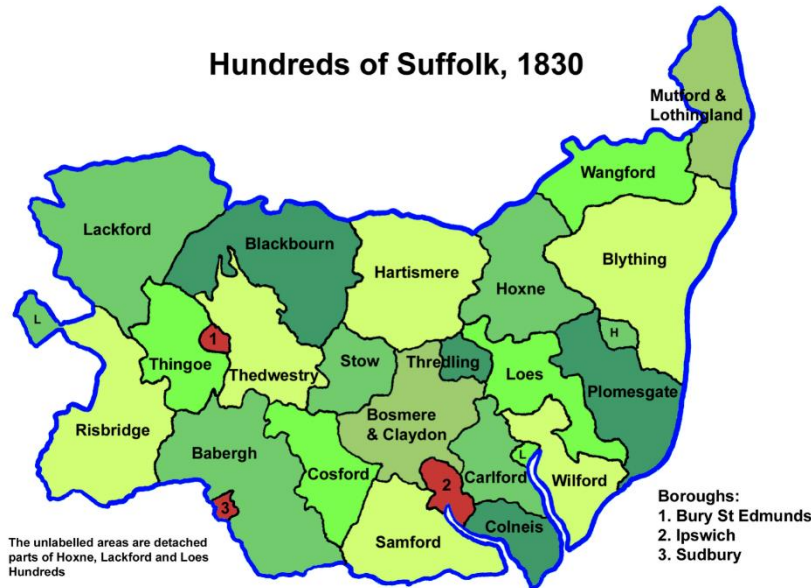 Hundreds of Suffolk, 1830
Mutford &
Lothingland
Wangford
Lackford
Blackbourn
Hartismere
Blything
Hoxne
L
H
1
Thingoe
Stow
Thredling
Loes
Thedwestry
Plomesgate
Risbridge
Bosmere
& Claydon
Babergh
Cosford
L
Carlford
2
Wilford
3
Colneis
Samford
Boroughs:
1. Bury St Edmunds
2. Ipswich
3. Sudbury
The unlabelled areas are detached
parts of Hoxne, Lackford and Loes
Hundreds